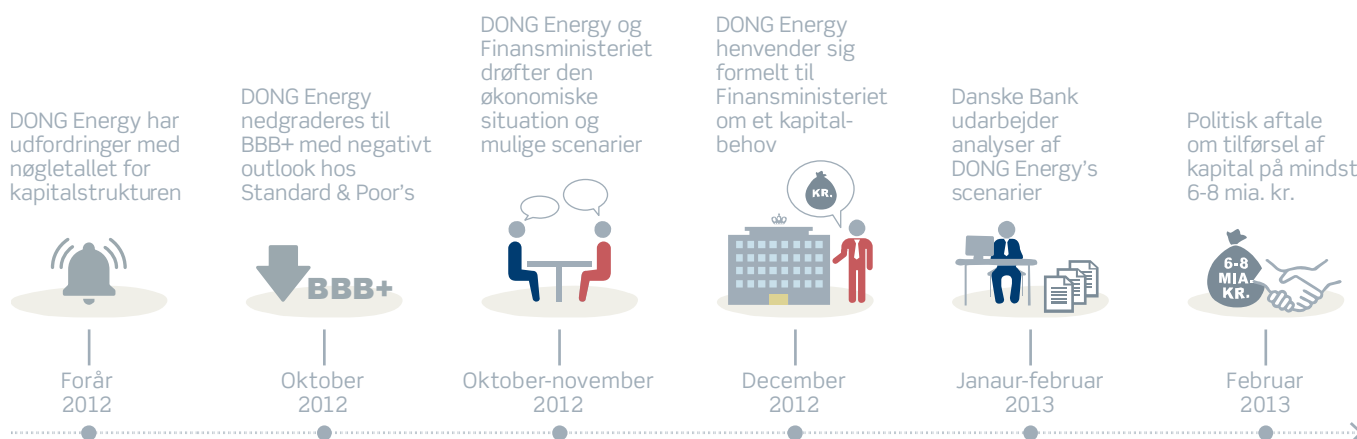 DONG Energy har
udfordringer med
nøgletallet for
kapitalstrukturen
Forår
2012
DONG Energy
nedgraderes til
BBB+ med negativt
outlook hos
Standard & Poor's
BBB+
Oktober
2012
DONG Energy og
Finansministeriet
drøfter den
økonomiske
situation og
mulige scenarier
Oktober-november
2012
DONG Energy
henvender sig
formelt til
Finansministeriet
om et kapital-
behov
KR.
December
2012
Danske Bank
udarbejder
analyser af
DONG Energy's
scenarier
Janaur-februar
2013
Politisk aftale
om tilførsel af
kapital på mindst
6-8 mia. kr.
6-8
MIA.
KR.
Februar
2013